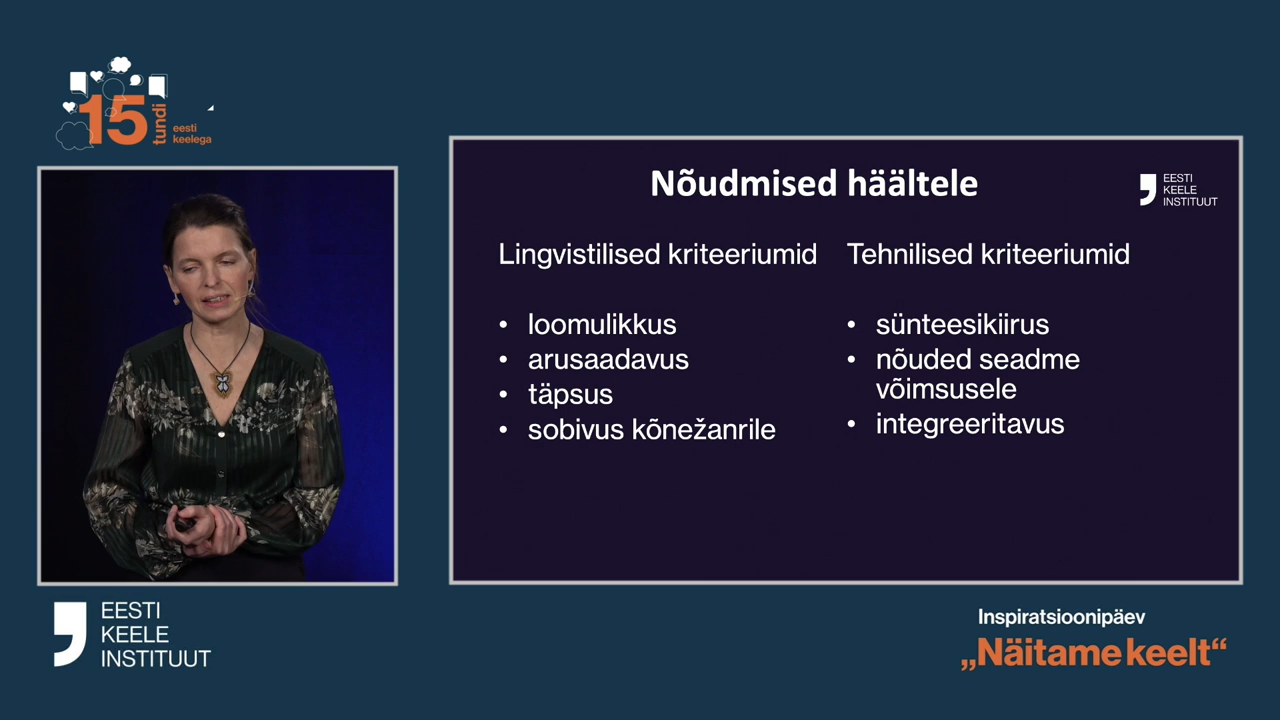 15
tundi
eesti
keelega
Nõudmised häältele
EESTI
KEELE
INSTITUUT
Lingvistilised kriteeriumid
• loomulikkus
• arusaadavus
• täpsus
• sobivus kõnežanrile
Tehnilised kriteeriumid
• sünteesikiirus
• nõuded seadme
võimsusele
• integreeritavus
EESTI
KEELE
INSTITUUT
Inspiratsioonipäev
„Näitame keelt“